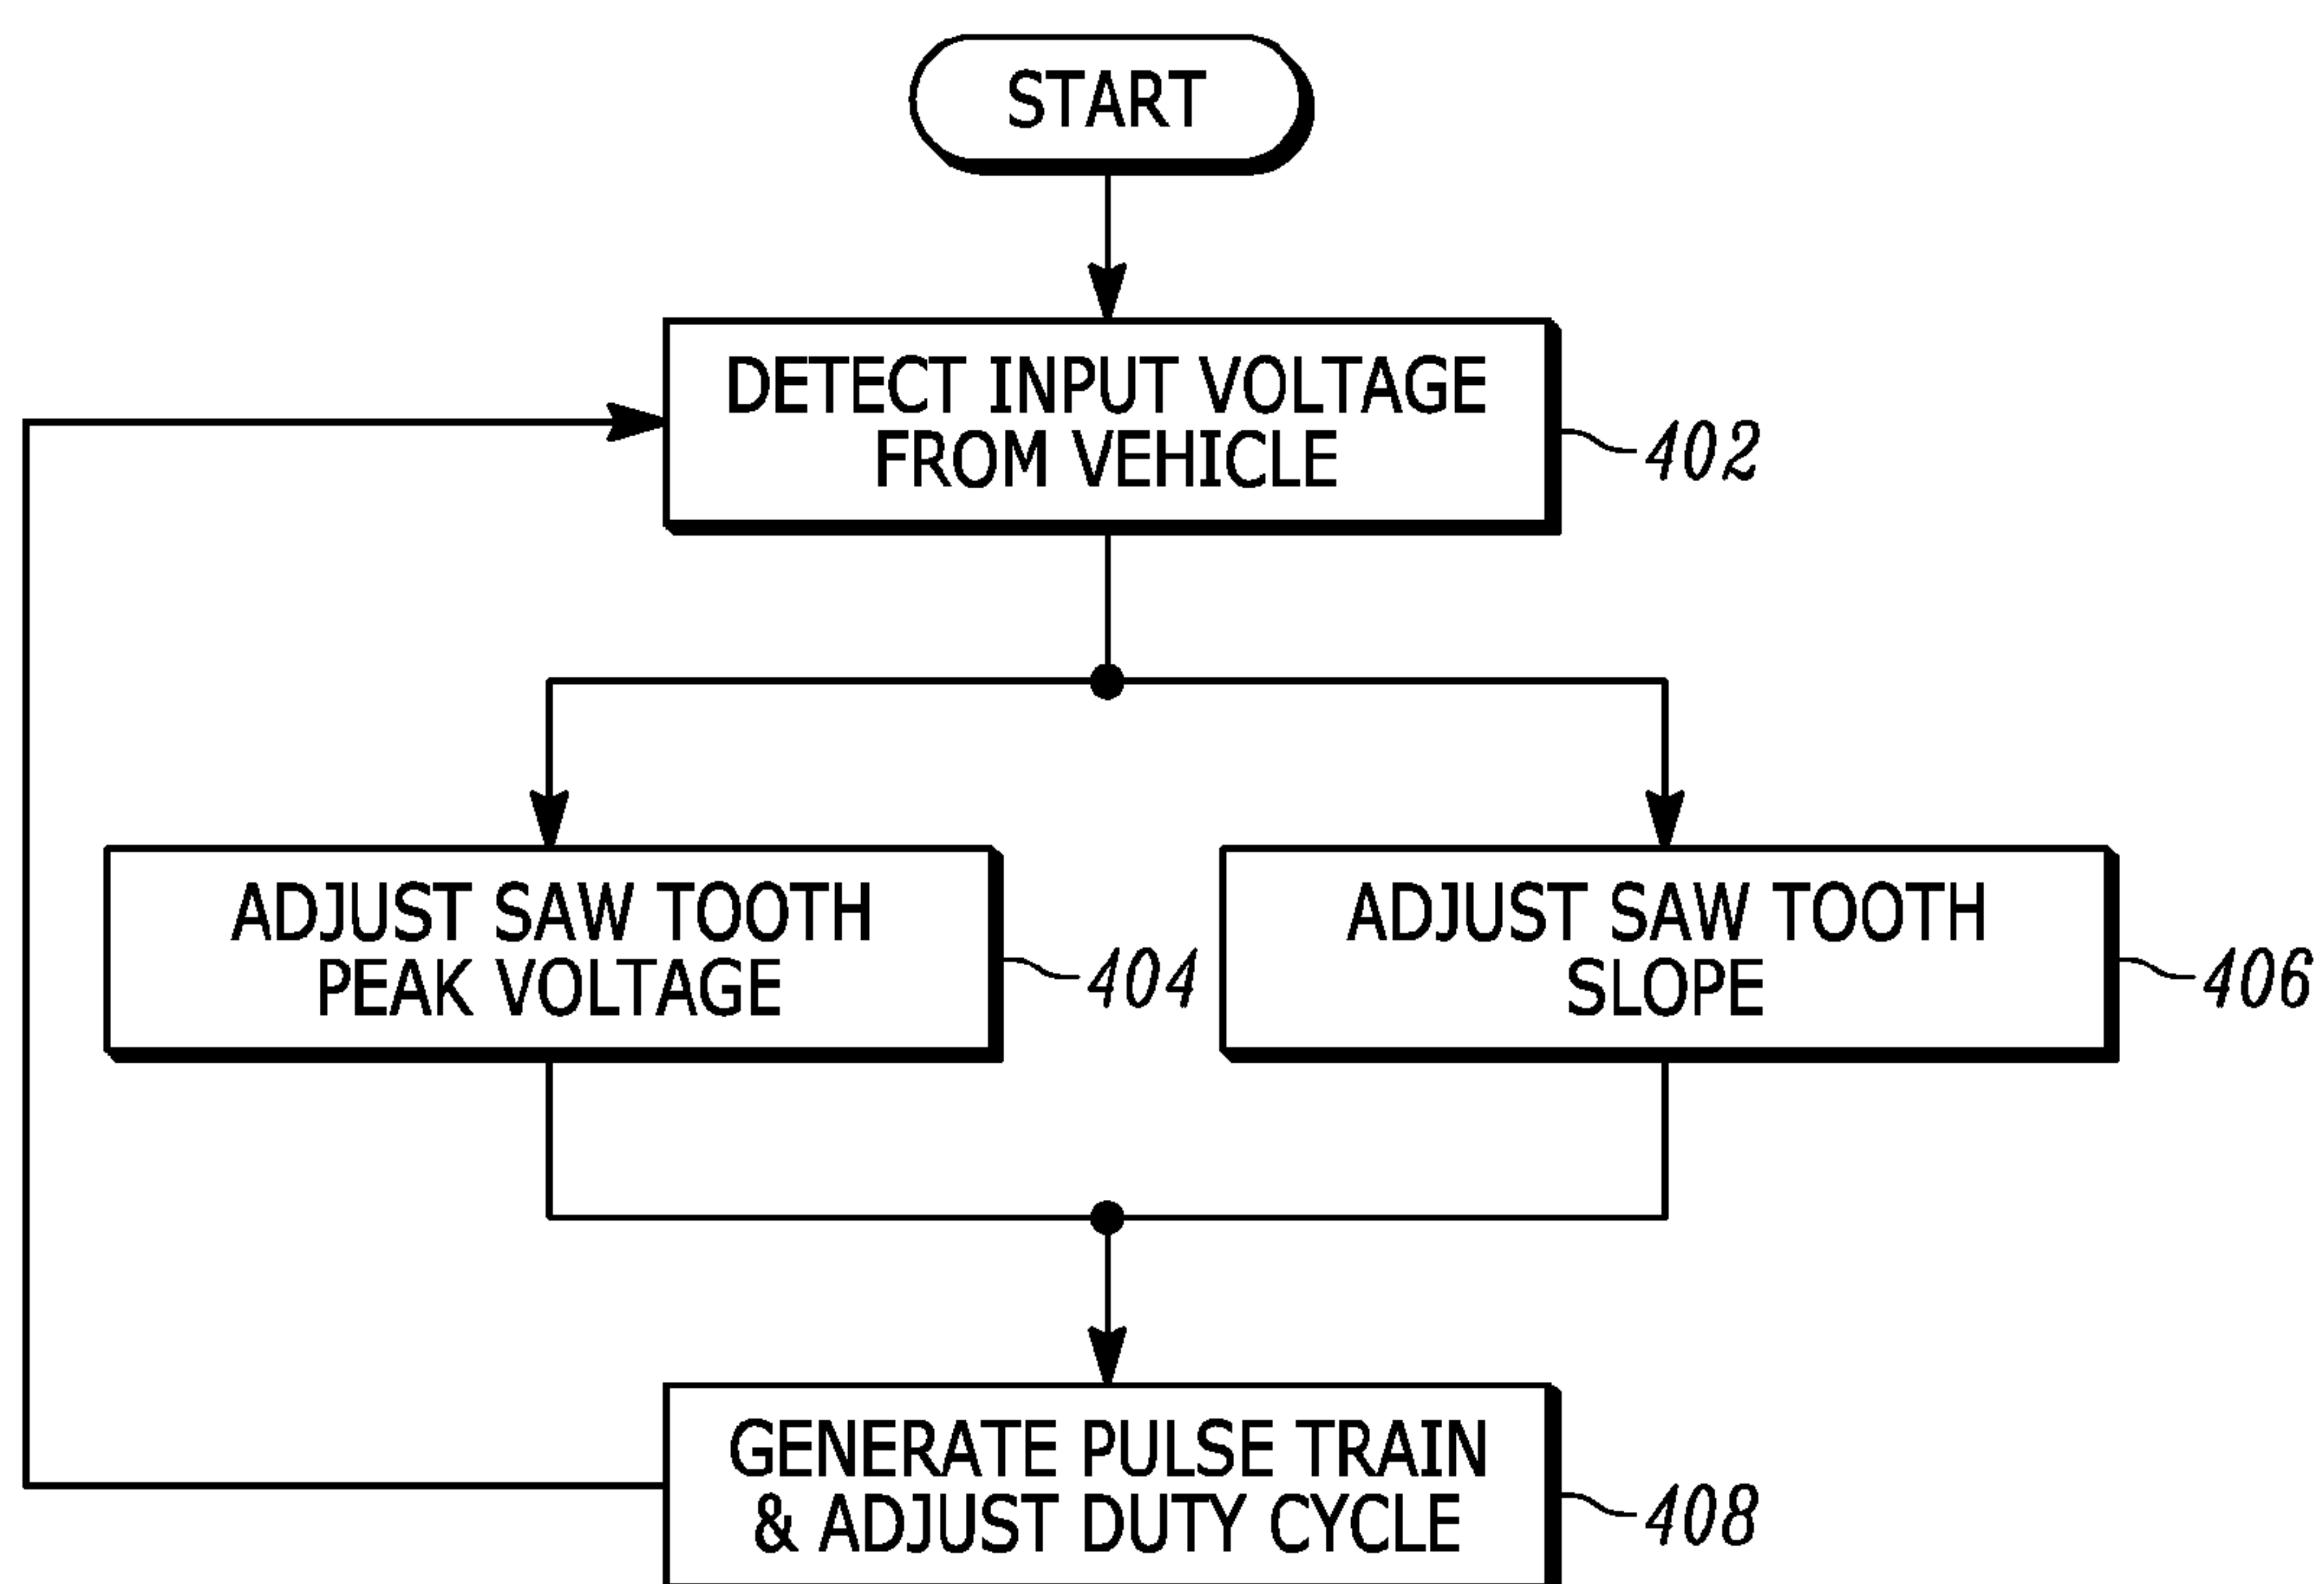 START
DETECT INPUT VOLTAGE
FROM VEHICLE
402
ADJUST SAW TOOTH
PEAK VOLTAGE
404
ADJUST SAW TOOTH
SLOPE
406
GENERATE PULSE TRAIN
& ADJUST DUTY CYCLE
408